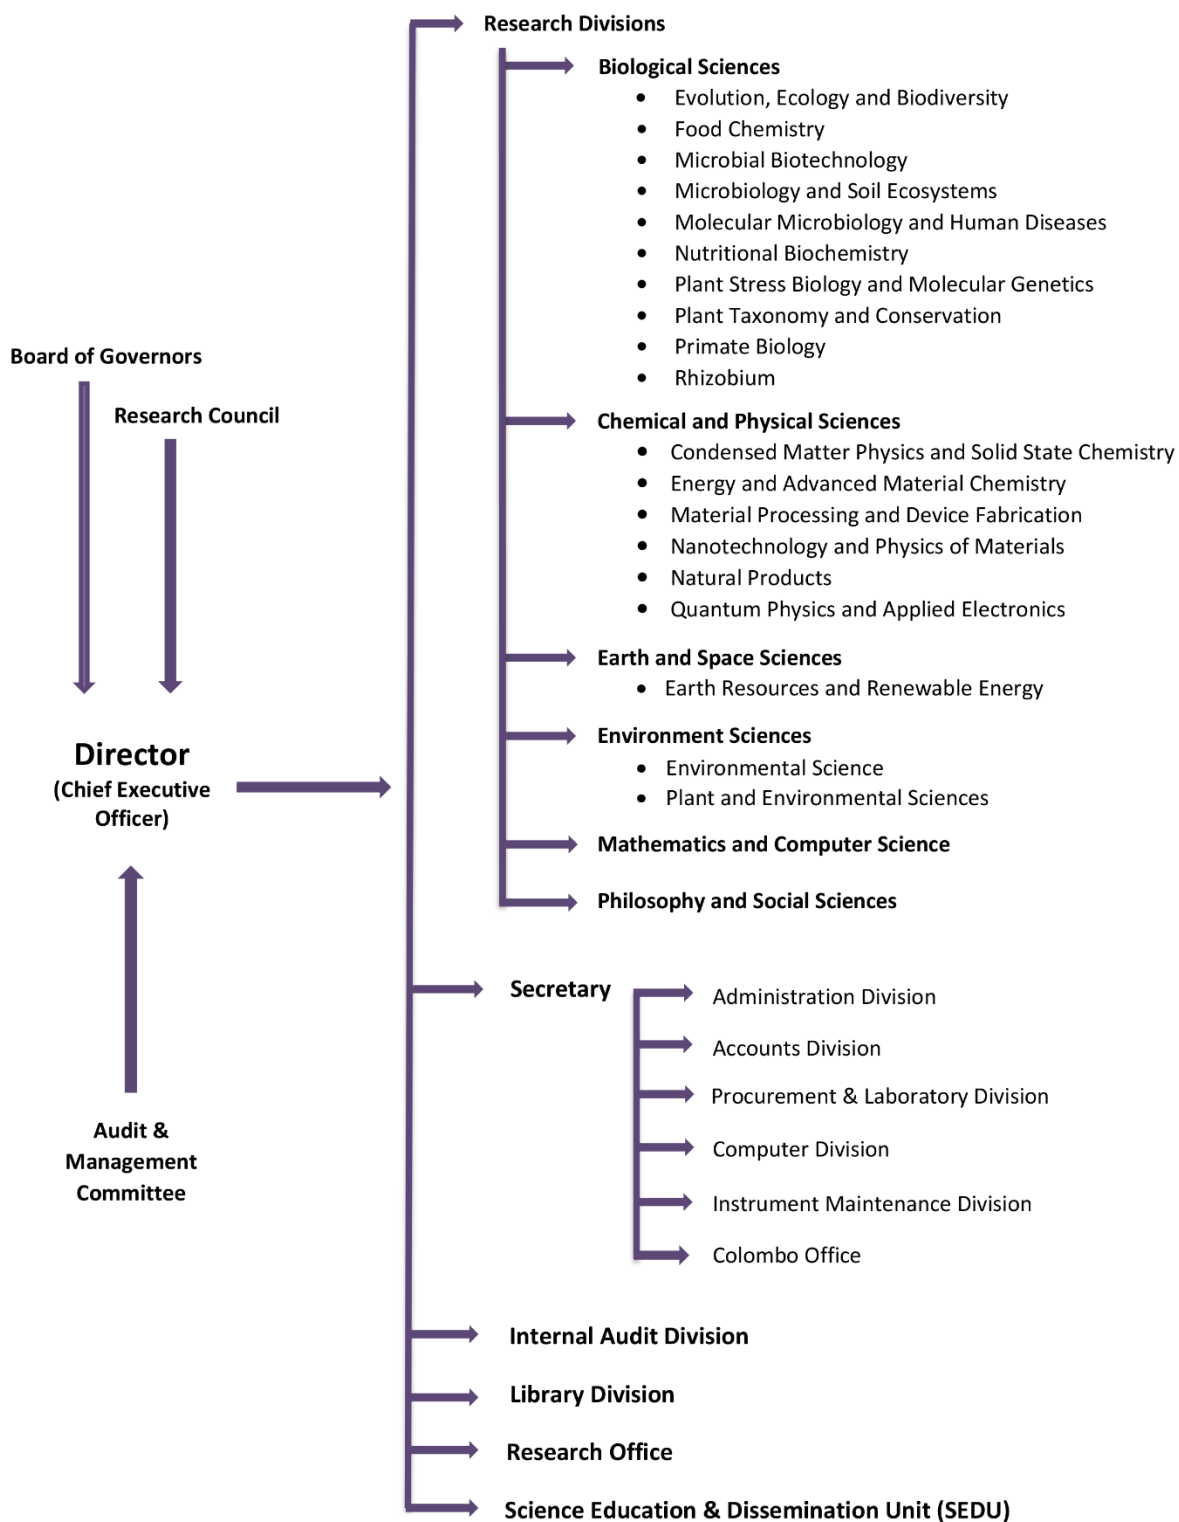 Research Divisions
Biological Sciences
• Evolution, Ecology and Biodiversity
• Food Chemistry
• Microbial Biotechnology
• Microbiology and Soil Ecosystems
• Molecular Microbiology and Human Diseases
• Nutritional Biochemistry
• Plant Stress Biology and Molecular Genetics
• Plant Taxonomy and Conservation
• Primate Biology
• Rhizobium
Chemical and Physical Sciences
• Condensed Matter Physics and Solid State Chemistry
• Energy and Advanced Material Chemistry
• Material Processing and Device Fabrication
• Nanotechnology and Physics of Materials
• Natural Products
• Quantum Physics and Applied Electronics
Earth and Space Sciences
• Earth Resources and Renewable Energy
Environment Sciences
• Environmental Science
• Plant and Environmental Sciences
Mathematics and Computer Science
Philosophy and Social Sciences
Board of Governors
Research Council
Director
(Chief Executive
Officer)
Audit &
Management
Committee
Secretary
Administration Division
Accounts Division
Procurement & Laboratory Division
Computer Division
Instrument Maintenance Division
Colombo Office
Internal Audit Division
Library Division
Research Office
Science Education & Dissemination Unit (SEDU)